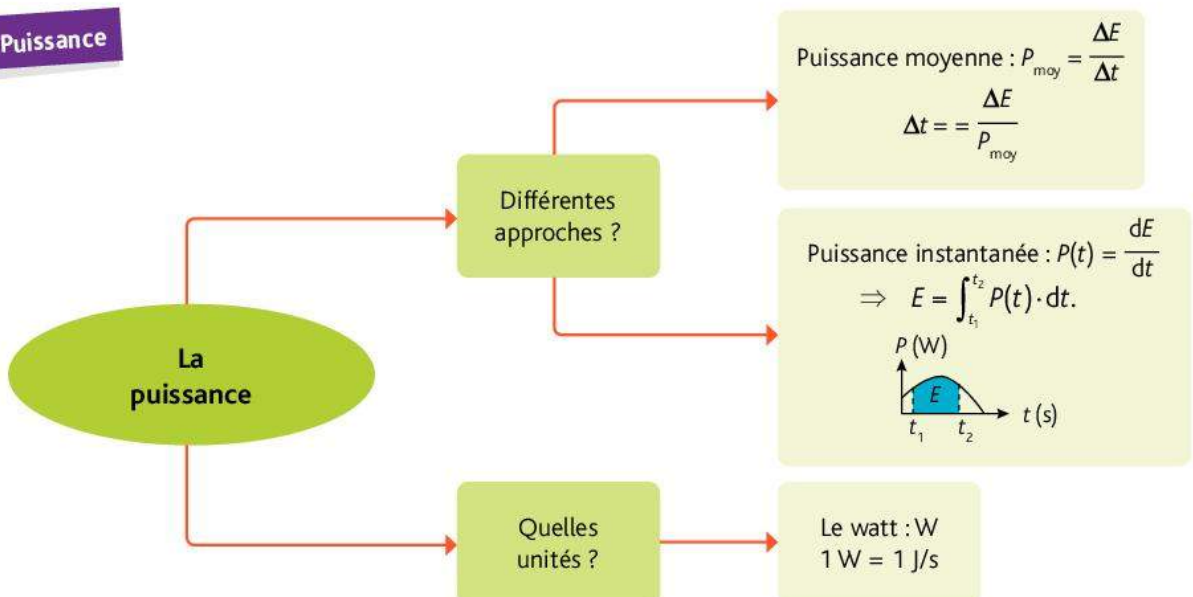 Puissance
Puissance moyenne : P_moy = ΔE/Δt
Δt = = ΔE/P_moy
Différentes
approches ?
Puissance instantanée : P(t) = dE/dt
⇒ E = ∫_{t₁}^{t₂} P(t)·dt.
P (W)
E
t₁ t₂ t (s)
La
puissance
Quelles
unités ?
Le watt : W
1 W = 1 J/s